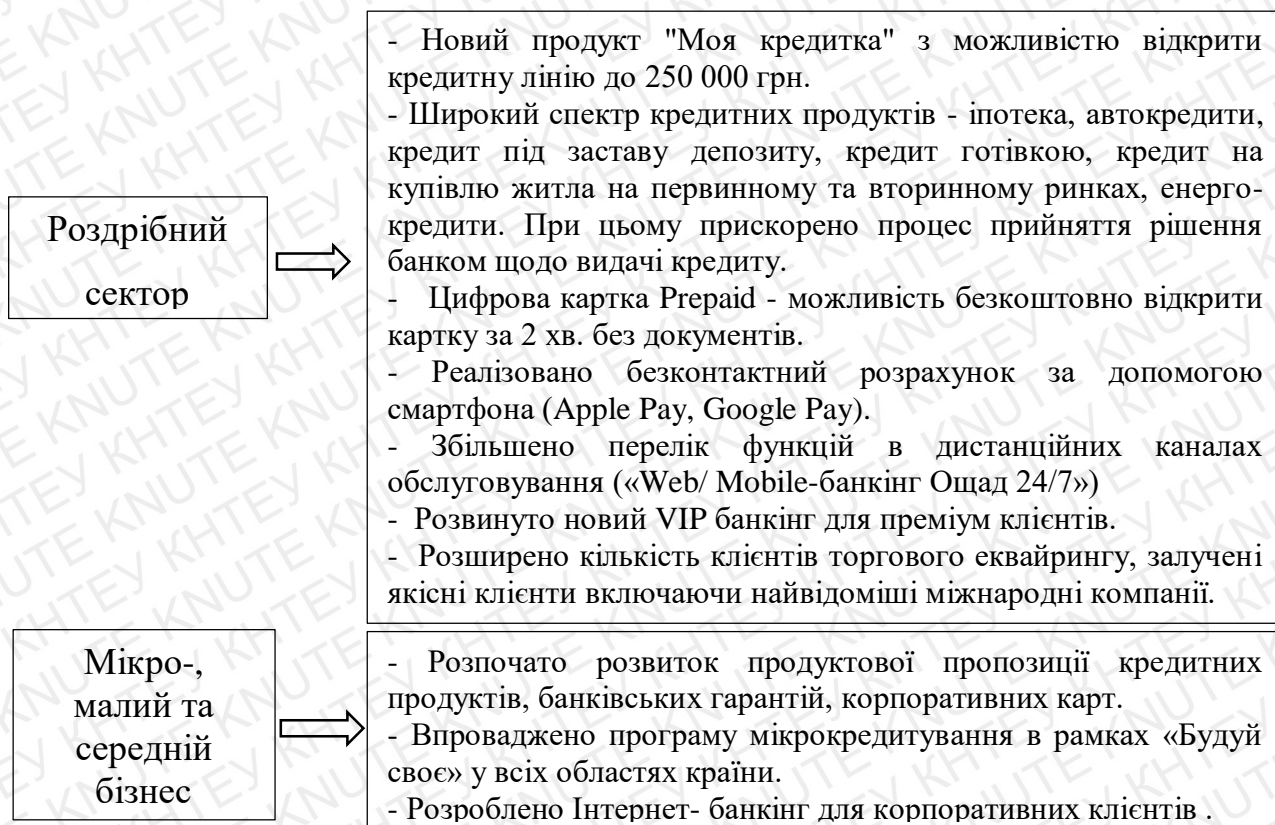 Роздрібний
сектор
- Новий продукт "Моя кредитка" з можливістю відкрити
кредитну лінію до 250 000 грн.
- Широкий спектр кредитних продуктів - іпотека, автокредити,
кредит під заставу депозиту, кредит готівкою, кредит на
купівлю житла на первинному та вторинному ринках, енерго-
кредити. При цьому прискорено процес прийняття рішення
банком щодо видачі кредиту.
- Цифрова картка Prepaid - можливість безкоштовно відкрити
картку за 2 хв. без документів.
- Реалізовано безконтактний розрахунок за допомогою
смартфона (Apple Pay, Google Pay).
- Збільшено перелік функцій в дистанційних каналах
обслуговування («Web/ Mobile-банкінг Ощад 24/7»)
- Розвинуто новий VIP банкінг для преміум клієнтів.
- Розширено кількість клієнтів торгового еквайрингу, залучені
якісні клієнти включаючи найвідоміші міжнародні компанії.
Мікро-,
малий та
середній
бізнес
- Розпочато розвиток продуктової пропозиції кредитних
продуктів, банківських гарантій, корпоративних карт.
- Впроваджено програму мікрокредитування в рамках «Будуй
своє» у всіх областях країни.
- Розроблено Інтернет- банкінг для корпоративних клієнтів .